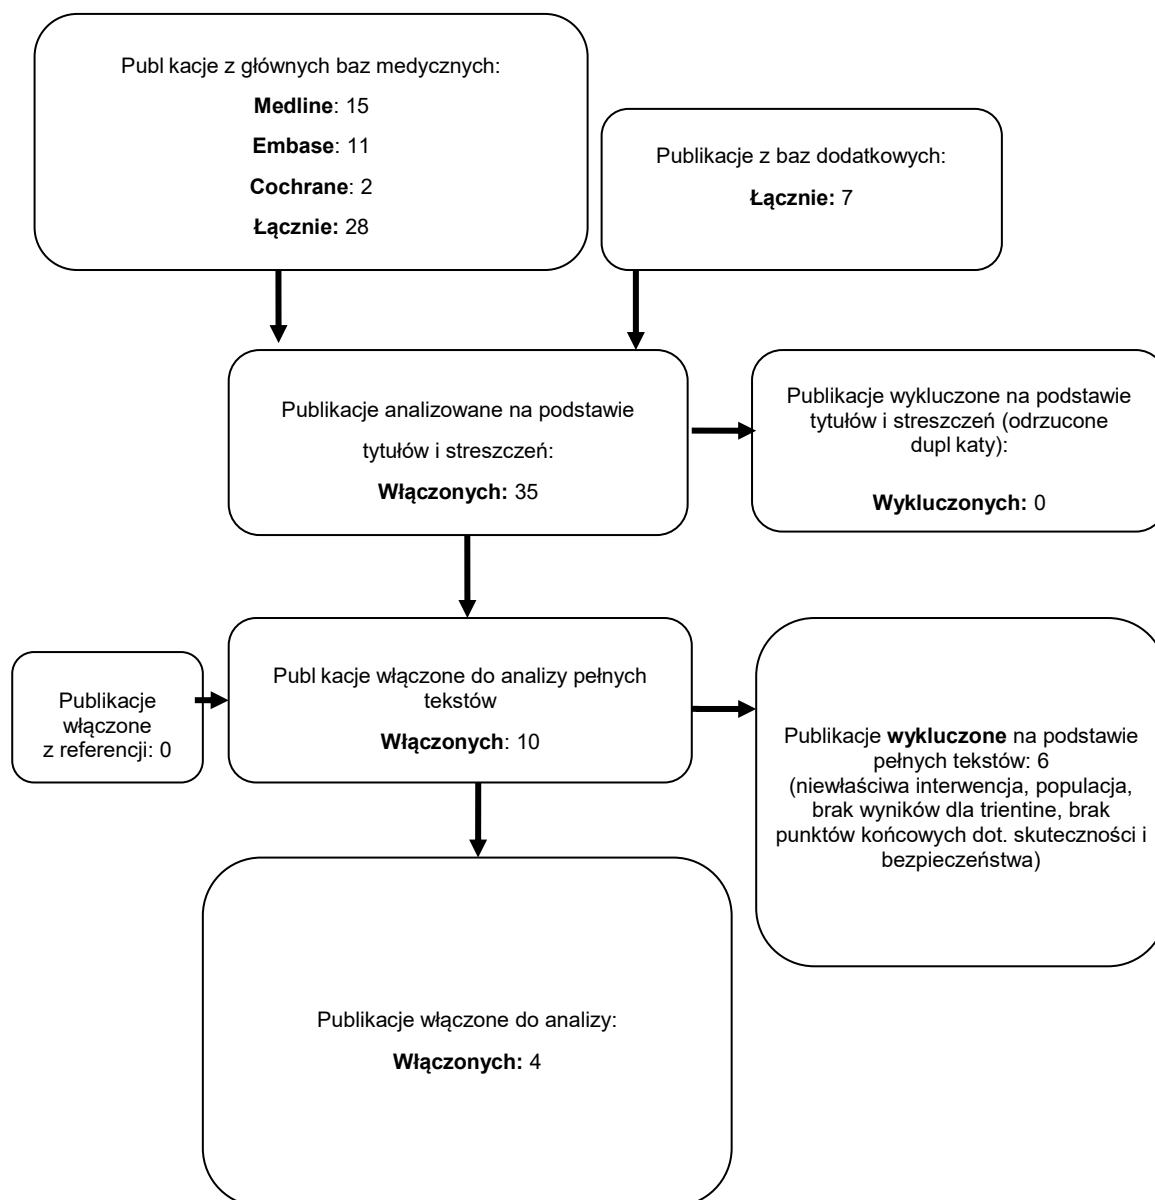 Publ kacje z głównych baz medycznych:
Medline: 15
Embase: 11
Cochrane: 2
Łącznie: 28
Publikacje z baz dodatkowych:
Łącznie: 7
Publikacje analizowane na podstawie
tytułów i streszczeń:
Włączonych: 35
Publikacje wykluczone na podstawie
tytułów i streszczeń (odrzucone
dupl katy):
Wykluczonych: 0
Publikacje
włączone
z referencji: 0
Publ kacje włączone do analizy pełnych
tekstów
Włączonych: 10
Publikacje wykluczone na podstawie
pełnych tekstów: 6
(niewłaściwa interwencja, populacja,
brak wyników dla trientine, brak
punktów końcowych dot. skuteczności i
bezpieczeństwa)
Publikacje włączone do analizy:
Włączonych: 4